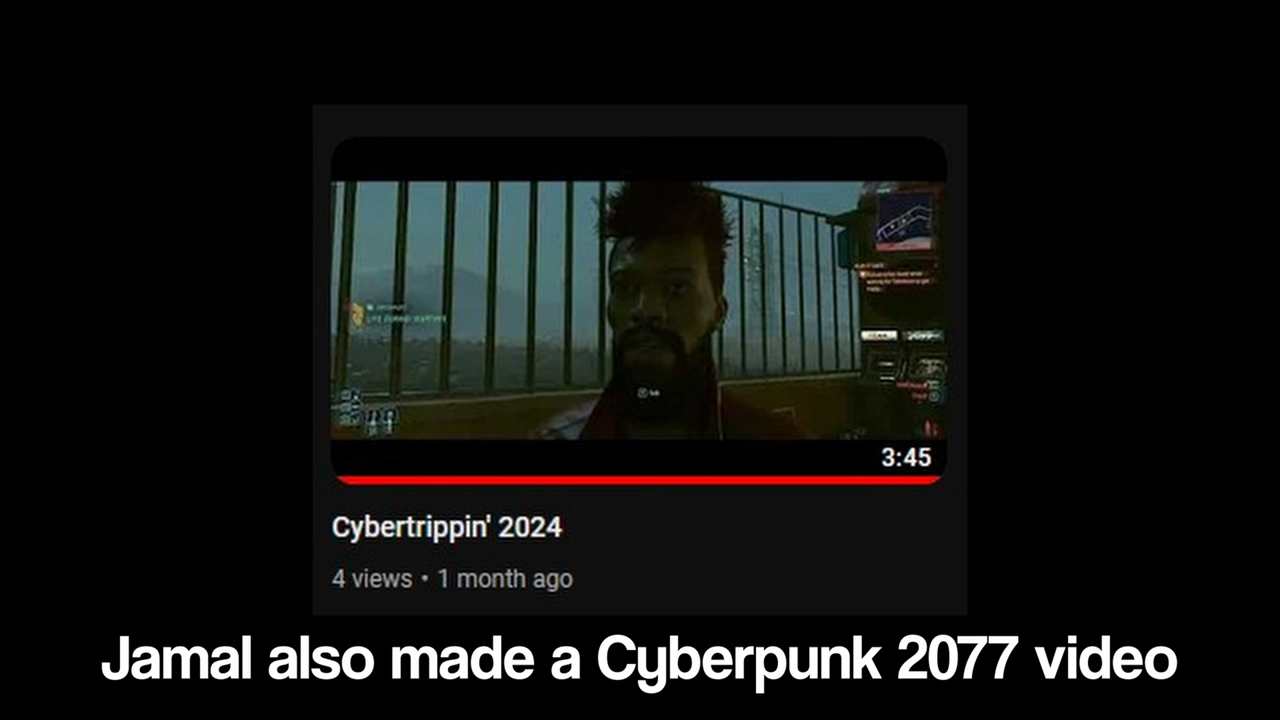 3:45
Cybertrippin' 2024
4 views • 1 month ago
Jamal also made a Cyberpunk 2077 video